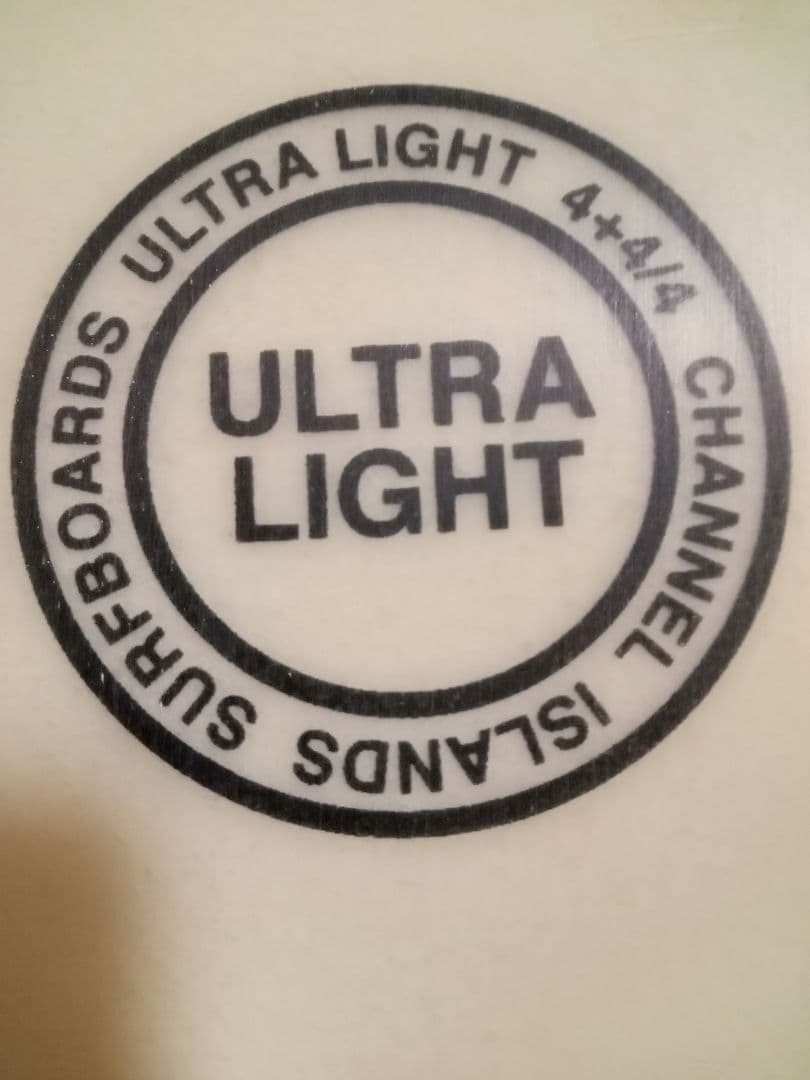 ULTRA LIGHT 4+4/4 CHANNEL ISLANDS SURFBOARDS
ULTRA
LIGHT